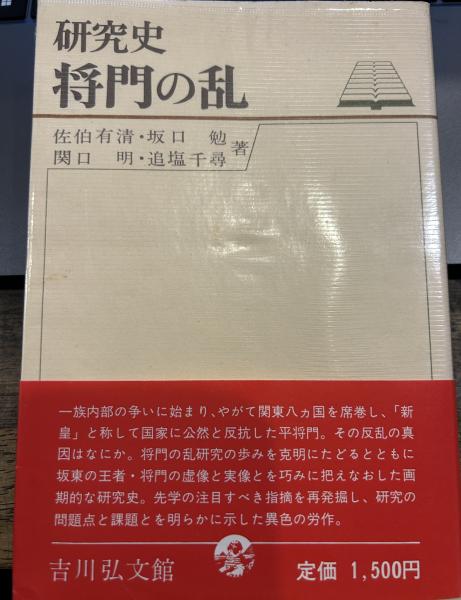 研究史
将門の乱
佐伯有清・坂口　勉
関口　明・追塩千尋
著
一族内部の争いに始まり、やがて関東八ヵ国を席巻し、「新
皇」と称して国家に公然と反抗した平将門。その反乱の真
因はなにか。将門の乱研究の歩みを克明にたどるとともに
坂東の王者・将門の虚像と実像とを巧みに把えなおした画
期的な研究史。先学の注目すべき指摘を再発掘し、研究の
問題点と課題とを明らかに示した異色の労作。
吉川弘文館
定価 1,500円